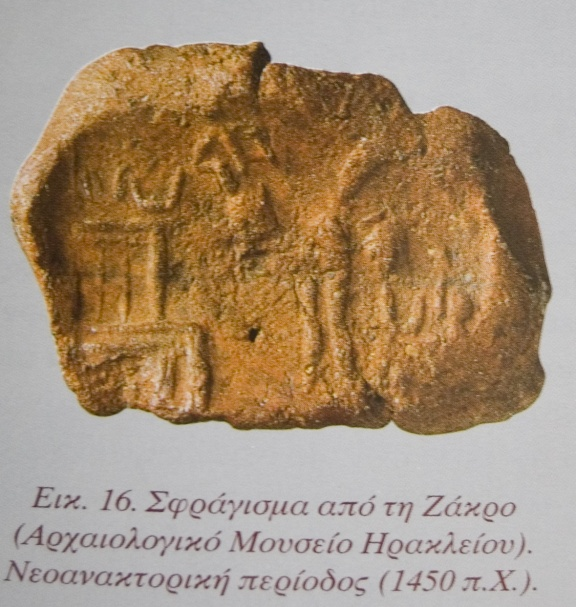 Εικ. 16. Σφράγισμα από τη Ζάκρο
(Αρχαιολογικό Μουσείο Ηρακλείου).
Νεοανακτορική περίοδος (1450 π.Χ.).